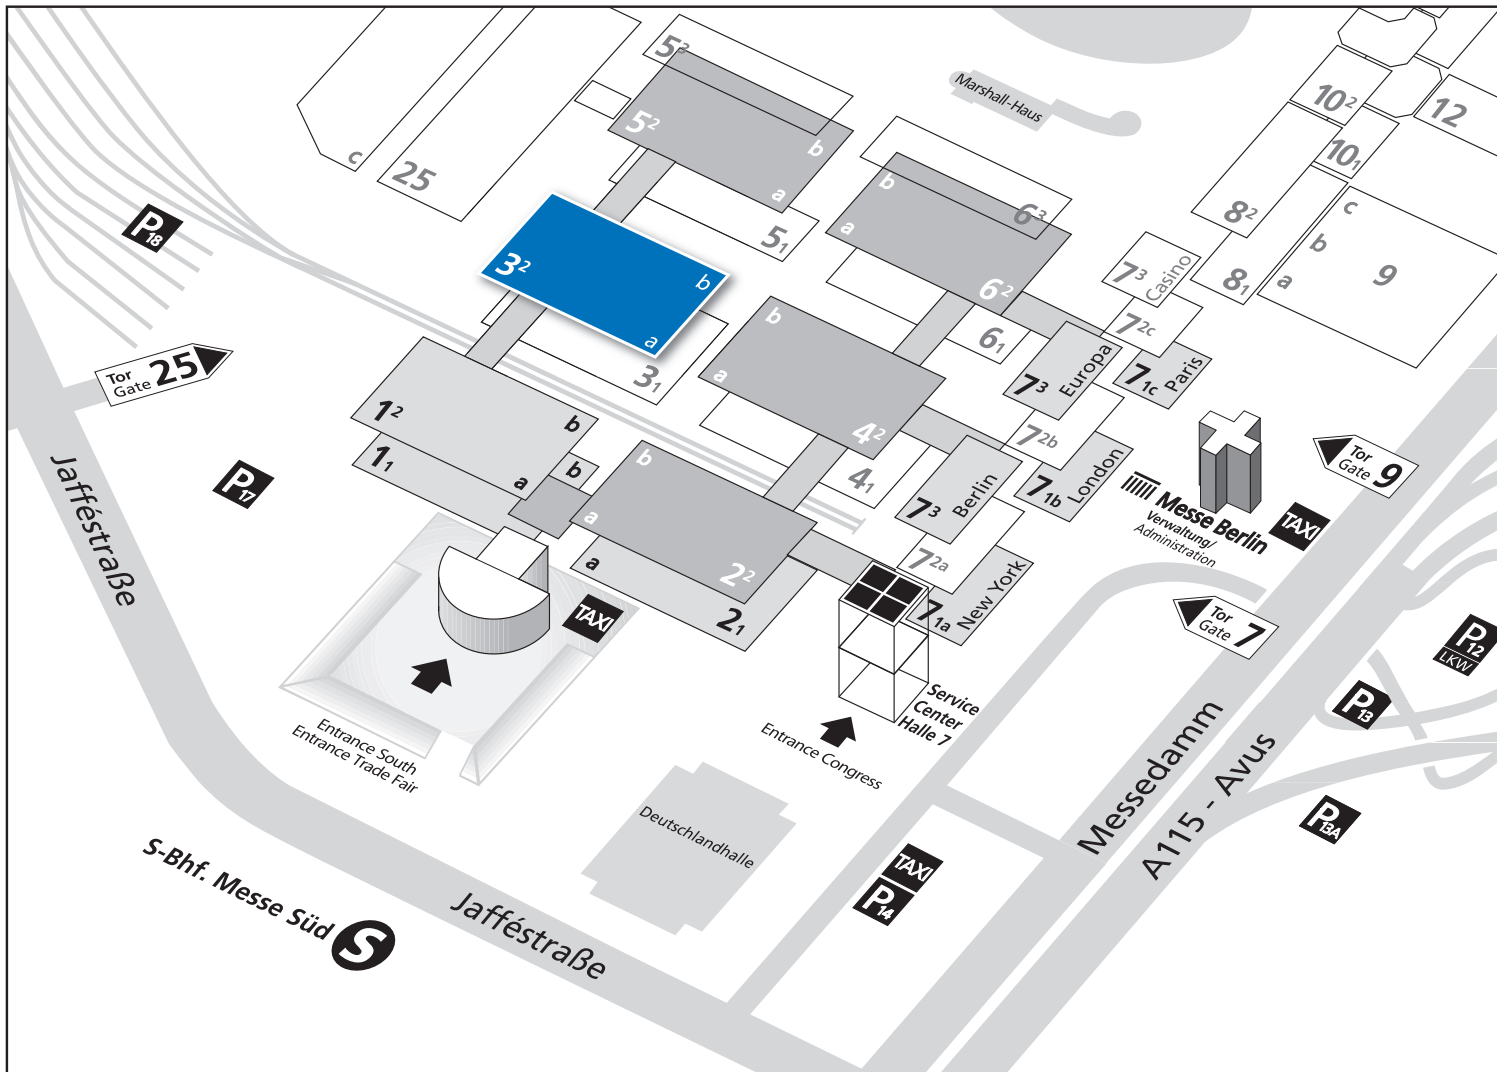 5³
5²
b
a
5₁
c
25
Marshall-Haus
10²
12
10₁
8²
8₁
c
b
a
9
b
a
6³
6²
6₁
7³
Casino
7²ᶜ
7₁c
Paris
7³
Europa
7²ᵇ
7₁b
London
7³
Berlin
7²ᵃ
7₁a
New York
P18
3²
b
a
3₁
b
a
4²
4₁
Tor
Gate
25
1²
b
a
1₁
b
b
a
2²
a
2₁
P17
Jafféstraße
TAXI
Entrance South
Entrance Trade Fair
Service
Center
Halle 7
Entrance Congress
Messe Berlin
Verwaltung/
Administration
TAXI
Tor
Gate
9
Tor
Gate
7
P12
LKW
P13
P13A
Messedamm
A115 - Avus
Deutschlandhalle
TAXI
P14
S-Bhf. Messe Süd
S
Jafféstraße